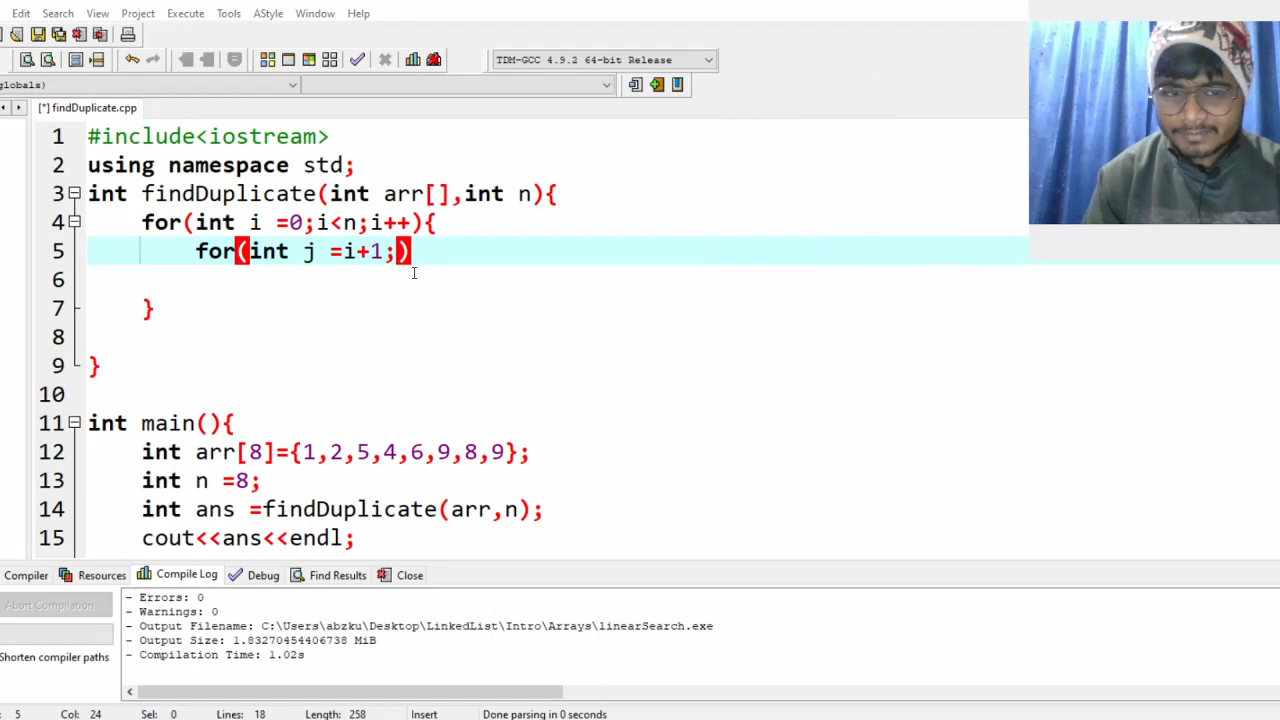 Edit Search View Project Execute Tools AStyle Window Help
TDM-GCC 4.9.2 64-bit Release
globals)
[*] findDuplicate.cpp
1 #include<iostream>
2 using namespace std;
3 int findDuplicate(int arr[],int n){
4 for(int i =0;i<n;i++){
5 for(int j =i+1;)
6
7 }
8
9 }
10
11 int main(){
12 int arr[8]={1,2,5,4,6,9,8,9};
13 int n =8;
14 int ans =findDuplicate(arr,n);
15 cout<<ans<<endl;
Compiler Resources Compile Log Debug Find Results Close
Abort Compilation
Shorten compiler paths
- Errors: 0
- Warnings: 0
- Output Filename: C:\Users\abzku\Desktop\LinkedList\Intro\Arrays\linearSearch.exe
- Output Size: 1.83270454406738 MiB
- Compilation Time: 1.02s
: 5 Col: 24 Sel: 0 Lines: 18 Length: 258 Insert Done parsing in 0 seconds